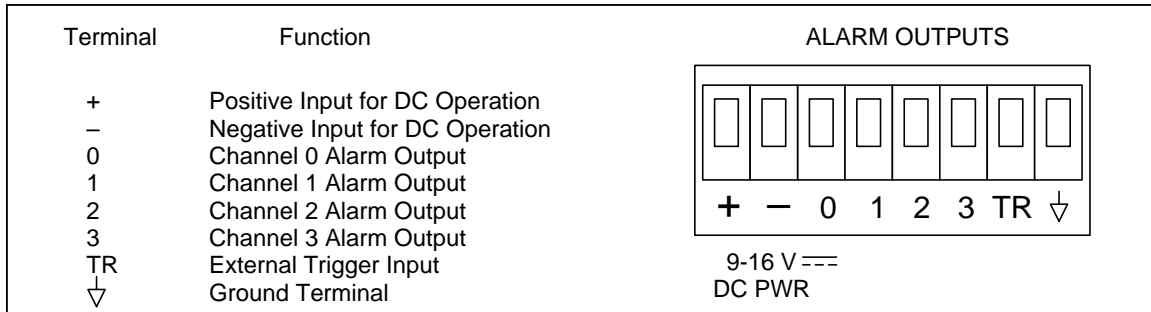 Terminal Function
+ Positive Input for DC Operation
– Negative Input for DC Operation
0 Channel 0 Alarm Output
1 Channel 1 Alarm Output
2 Channel 2 Alarm Output
3 Channel 3 Alarm Output
TR External Trigger Input
Ground Terminal
ALARM OUTPUTS
+ – 0 1 2 3 TR
9-16 V
DC PWR